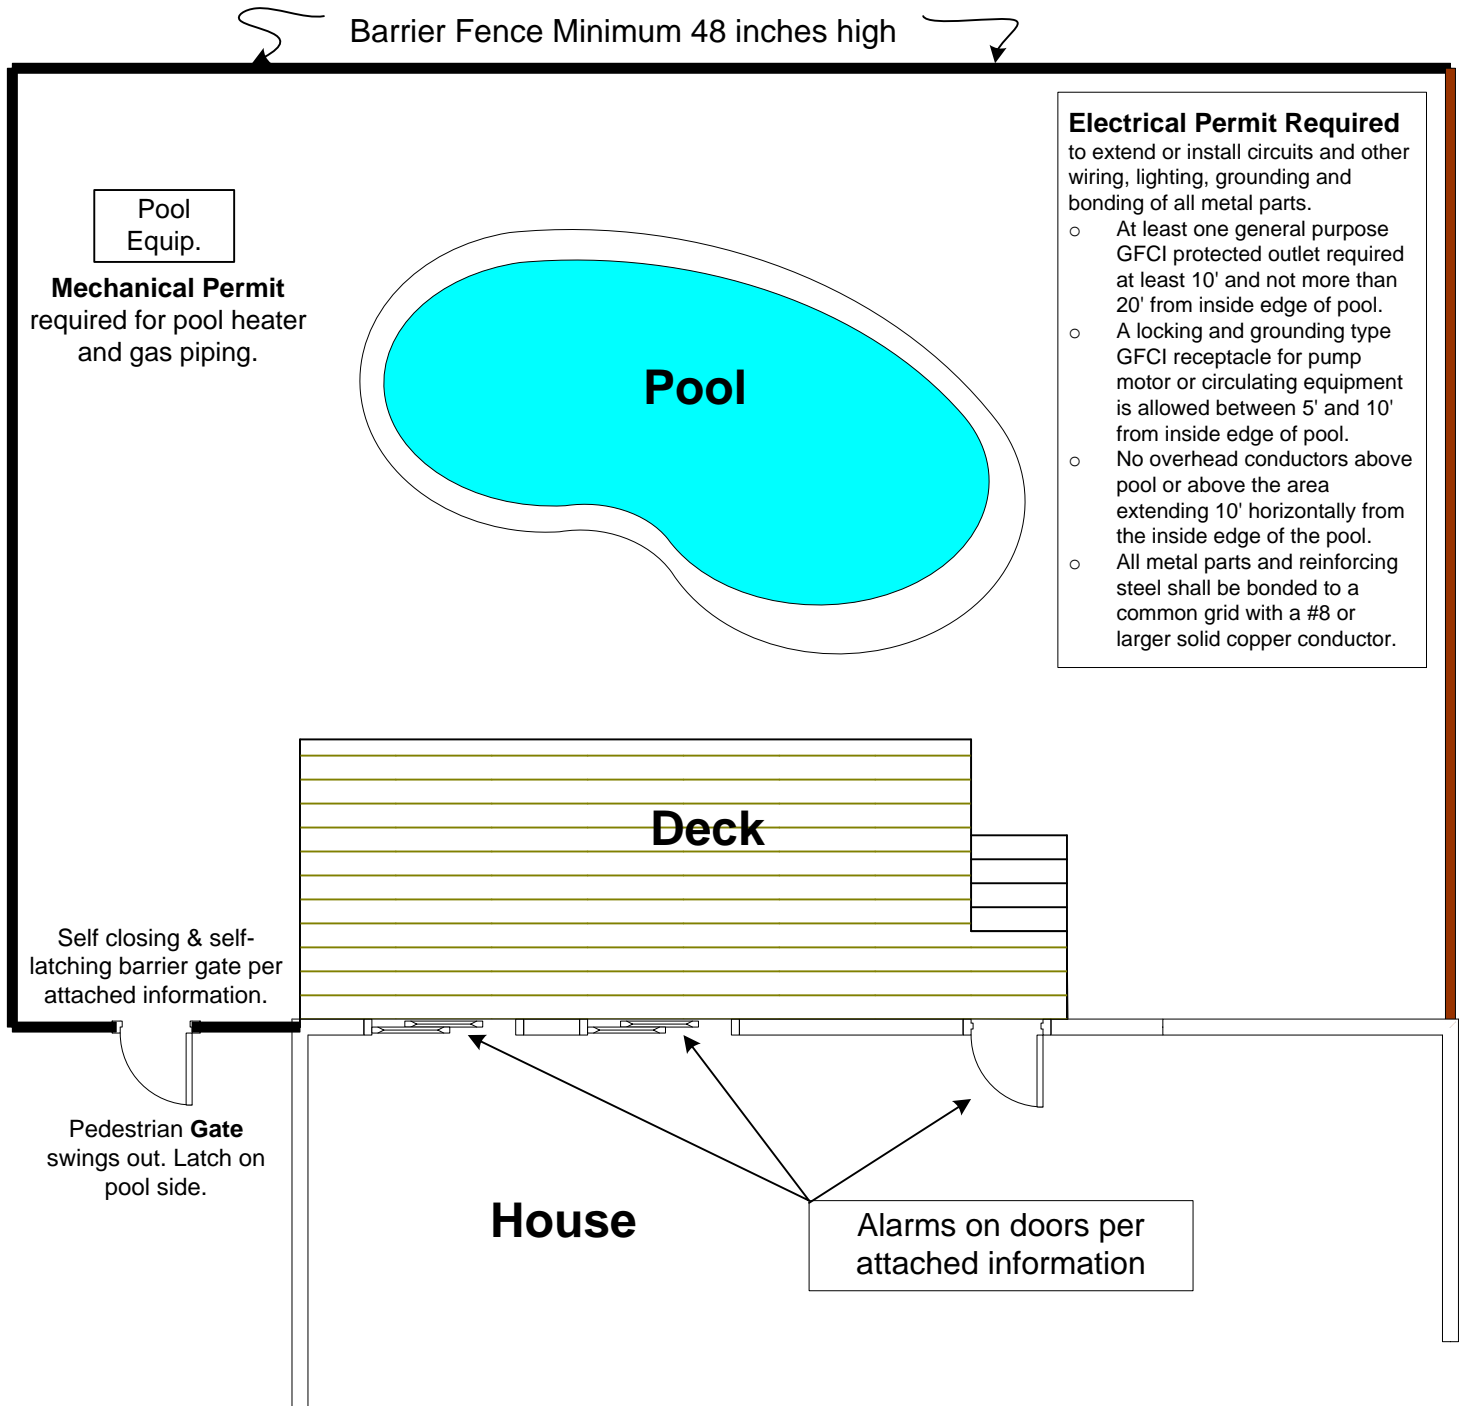 Barrier Fence Minimum 48 inches high
Electrical Permit Required
to extend or install circuits and other
wiring, lighting, grounding and
bonding of all metal parts.
○ At least one general purpose
GFCI protected outlet required
at least 10' and not more than
20' from inside edge of pool.
○ A locking and grounding type
GFCI receptacle for pump
motor or circulating equipment
is allowed between 5' and 10'
from inside edge of pool.
○ No overhead conductors above
pool or above the area
extending 10' horizontally from
the inside edge of the pool.
○ All metal parts and reinforcing
steel shall be bonded to a
common grid with a #8 or
larger solid copper conductor.
Pool
Equip.
Mechanical Permit
required for pool heater
and gas piping.
Pool
Deck
Self closing & self-
latching barrier gate per
attached information.
Pedestrian Gate
swings out. Latch on
pool side.
House
Alarms on doors per
attached information